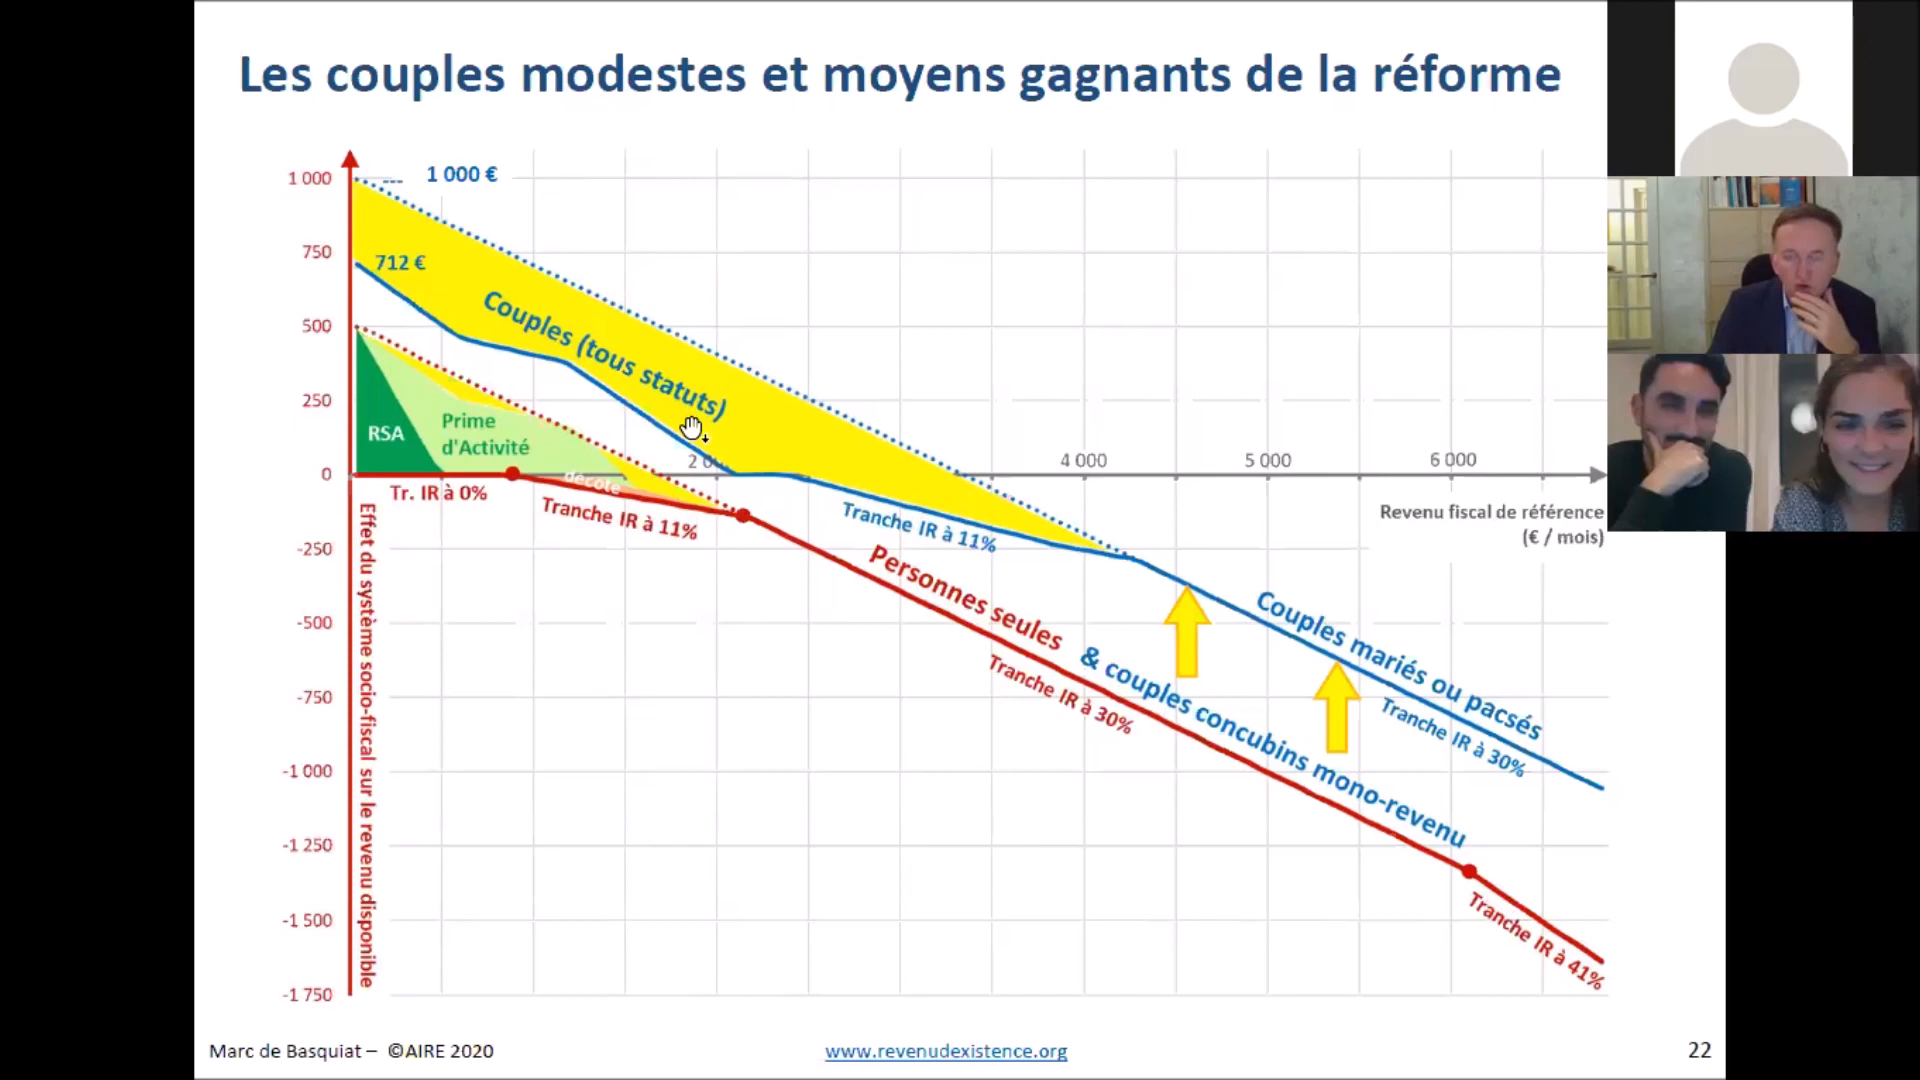 Les couples modestes et moyens gagnants de la réforme
1 000
1 000 €
750
712 €
500
Couples (tous statuts)
250
Prime
d'Activité
RSA
0
4 000
5 000
6 000
Tr. IR à 0%
décote
Tranche IR à 11%
Tranche IR à 11%
Revenu fiscal de référence
(€ / mois)
-250
Effet du système socio-fiscal sur le revenu disponible
Personnes seules
& couples concubins mono-revenu
Couples mariés ou pacsés
-500
Tranche IR à 30%
Tranche IR à 30%
-750
-1 000
-1 250
-1 500
Tranche IR à 41%
-1 750
Marc de Basquiat – ©AIRE 2020
www.revenudexistence.org
22